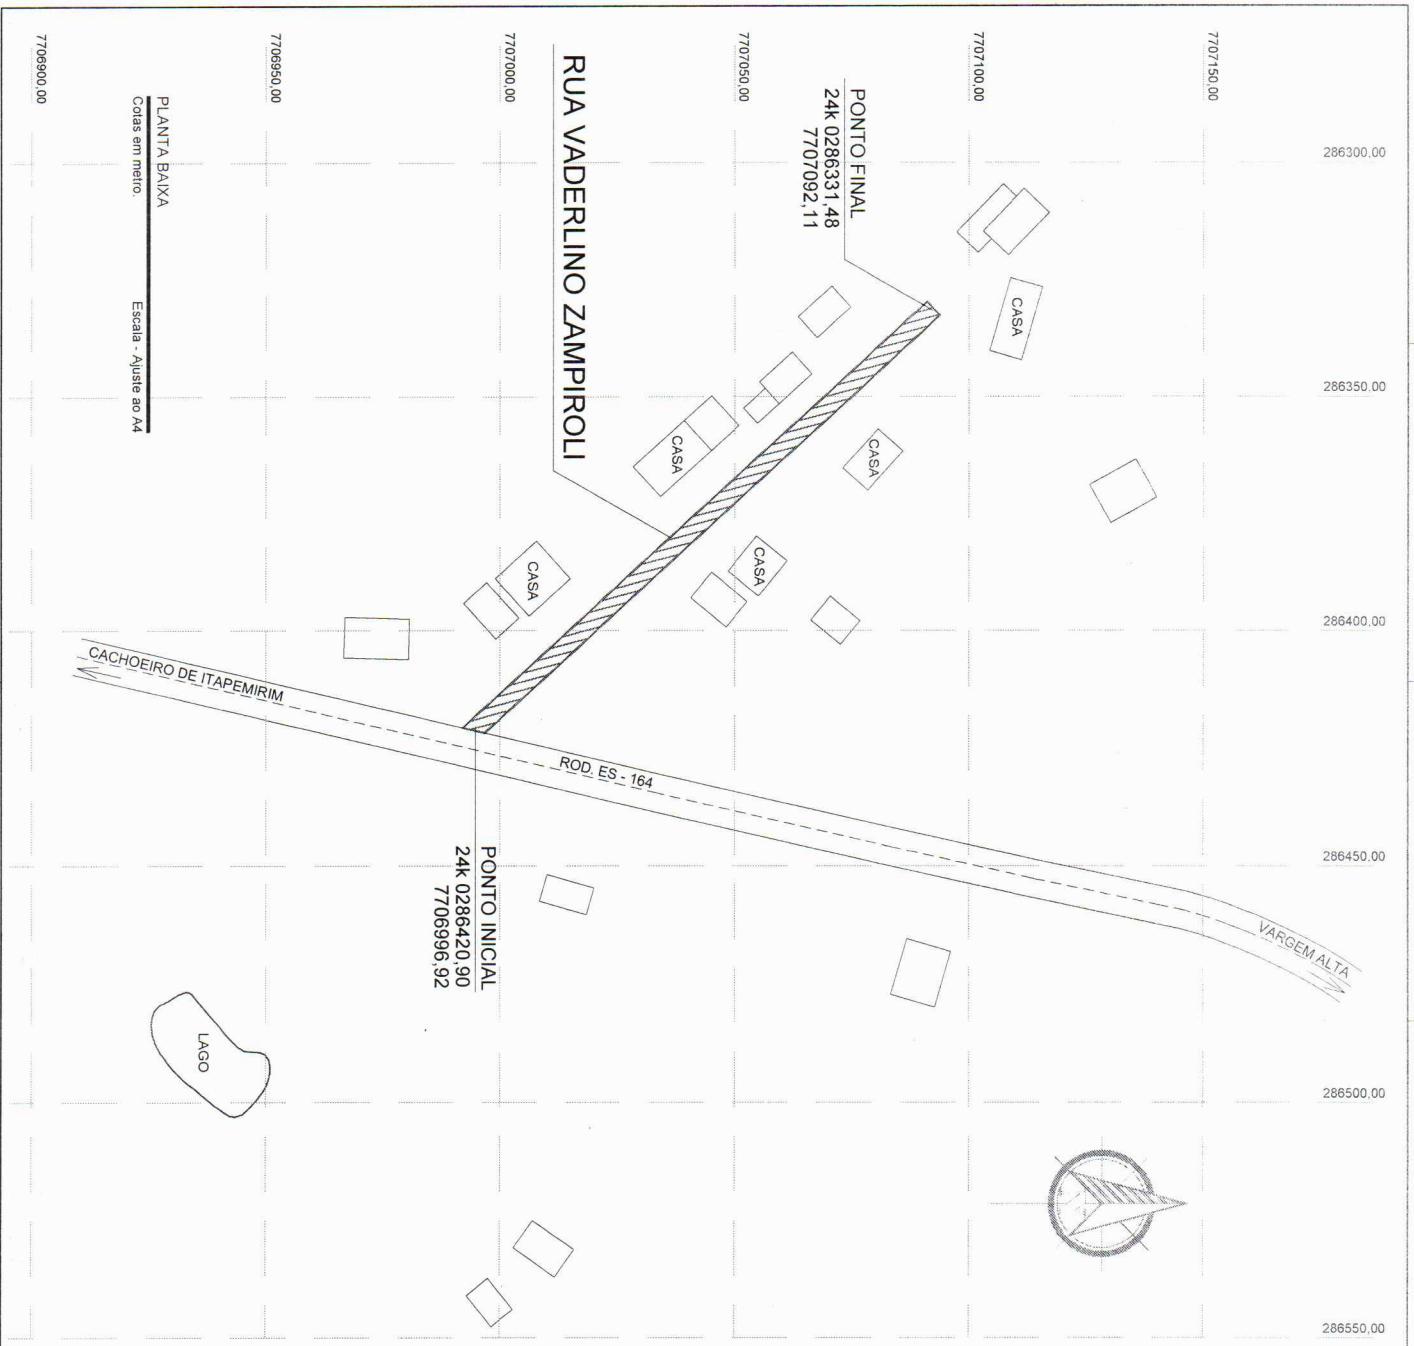 7706900,00
7706950,00
7707000,00
7707050,00
7707100,00
7707150,00
286300,00
286350,00
286400,00
286450,00
286500,00
286550,00
PONTO FINAL
24k 0286331,48
7707092,11
RUA VADERLINO ZAMPIROLI
CASA
CASA
CASA
CASA
CASA
CACHOEIRO DE ITAPEMIRIM
ROD. ES - 164
VARGEM ALTA
PONTO INICIAL
24k 0286420,90
7706996,92
LAGO
PLANTA BAIXA
Cotas em metro.
Escala - Ajuste ao A4